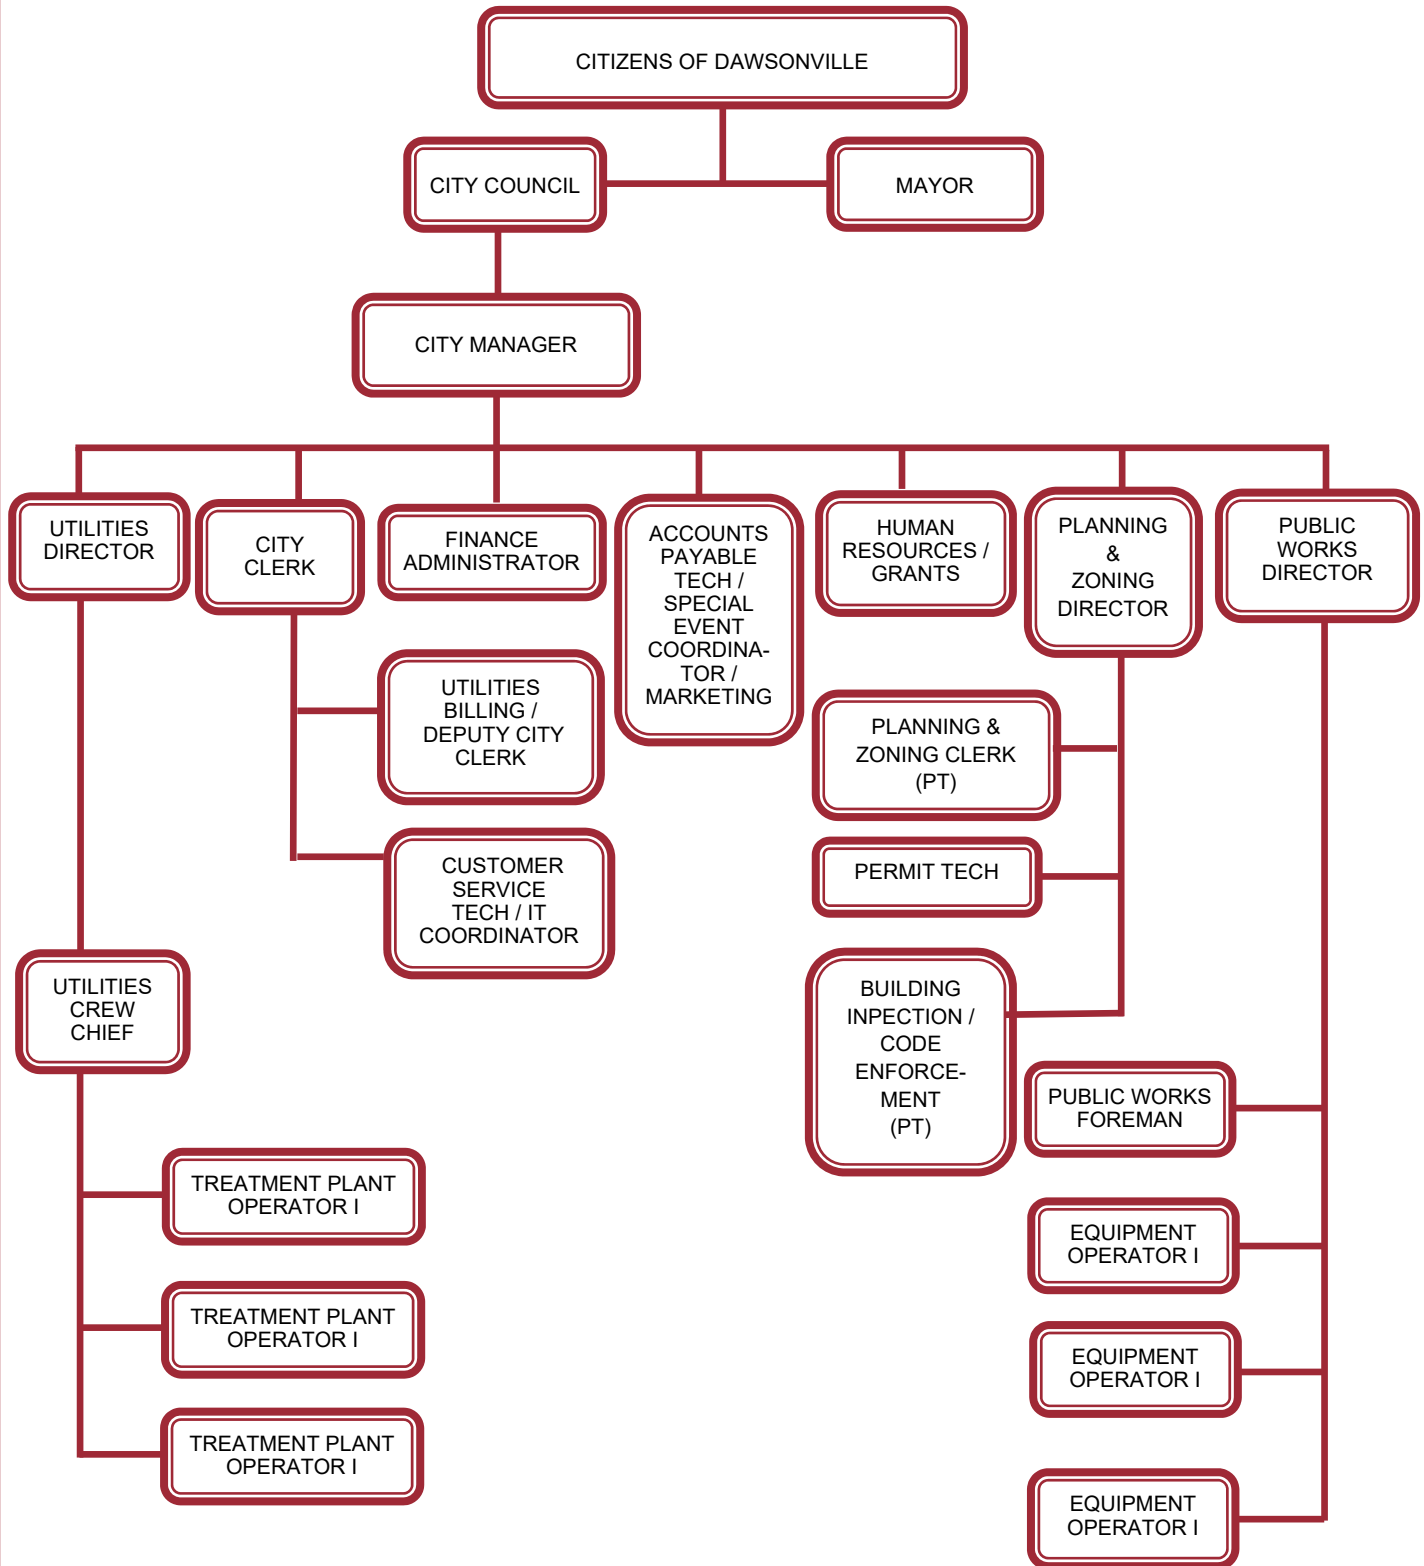 CITIZENS OF DAWSONVILLE
CITY COUNCIL
MAYOR
CITY MANAGER
UTILITIES
DIRECTOR
CITY
CLERK
FINANCE
ADMINISTRATOR
ACCOUNTS
PAYABLE
TECH /
SPECIAL
EVENT
COORDINA-
TOR /
MARKETING
HUMAN
RESOURCES /
GRANTS
PLANNING
&
ZONING
DIRECTOR
PUBLIC
WORKS
DIRECTOR
UTILITIES
BILLING /
DEPUTY CITY
CLERK
PLANNING &
ZONING CLERK
(PT)
CUSTOMER
SERVICE
TECH / IT
COORDINATOR
PERMIT TECH
UTILITIES
CREW
CHIEF
BUILDING
INPECTION /
CODE
ENFORCE-
MENT
(PT)
PUBLIC WORKS
FOREMAN
TREATMENT PLANT
OPERATOR I
EQUIPMENT
OPERATOR I
TREATMENT PLANT
OPERATOR I
EQUIPMENT
OPERATOR I
TREATMENT PLANT
OPERATOR I
EQUIPMENT
OPERATOR I